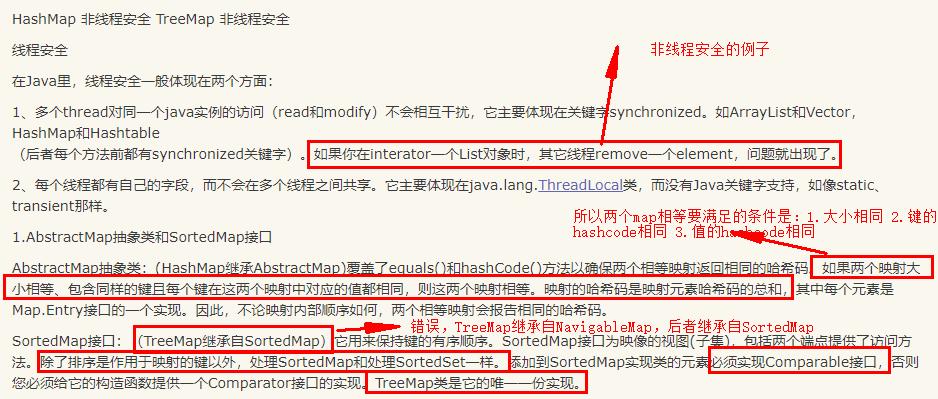 HashMap 非线程安全 TreeMap 非线程安全
非线程安全的例子
线程安全
在Java里，线程安全一般体现在两个方面：
1、多个thread对同一个java实例的访问（read和modify）不会相互干扰，它主要体现在关键字synchronized。如ArrayList和Vector，
HashMap和Hashtable
（后者每个方法前都有synchronized关键字）。如果你在interator一个List对象时，其它线程remove一个element，问题就出现了。
2、每个线程都有自己的字段，而不会在多个线程之间共享。它主要体现在java.lang.ThreadLocal类，而没有Java关键字支持，如像static、
transient那样。
所以两个map相等要满足的条件是：1.大小相同 2.键的
hashcode相同 3.值的hashcode相同
1.AbstractMap抽象类和SortedMap接口
AbstractMap抽象类：(HashMap继承AbstractMap)覆盖了equals()和hashCode()方法以确保两个相等映射返回相同的哈希码。如果两个映射大
小相等、包含同样的键且每个键在这两个映射中对应的值都相同，则这两个映射相等。映射的哈希码是映射元素哈希码的总和，其中每个元素是
Map.Entry接口的一个实现。因此，不论映射内部顺序如何，两个相等映射会报告相同的哈希码。
错误，TreeMap继承自NavigableMap，后者继承自SortedMap
SortedMap接口：（TreeMap继承自SortedMap）它用来保持键的有序顺序。SortedMap接口为映像的视图(子集)，包括两个端点提供了访问方
法。除了排序是作用于映射的键以外，处理SortedMap和处理SortedSet一样。添加到SortedMap实现类的元素必须实现Comparable接口，否则
您必须给它的构造函数提供一个Comparator接口的实现。TreeMap类是它的唯一一份实现。